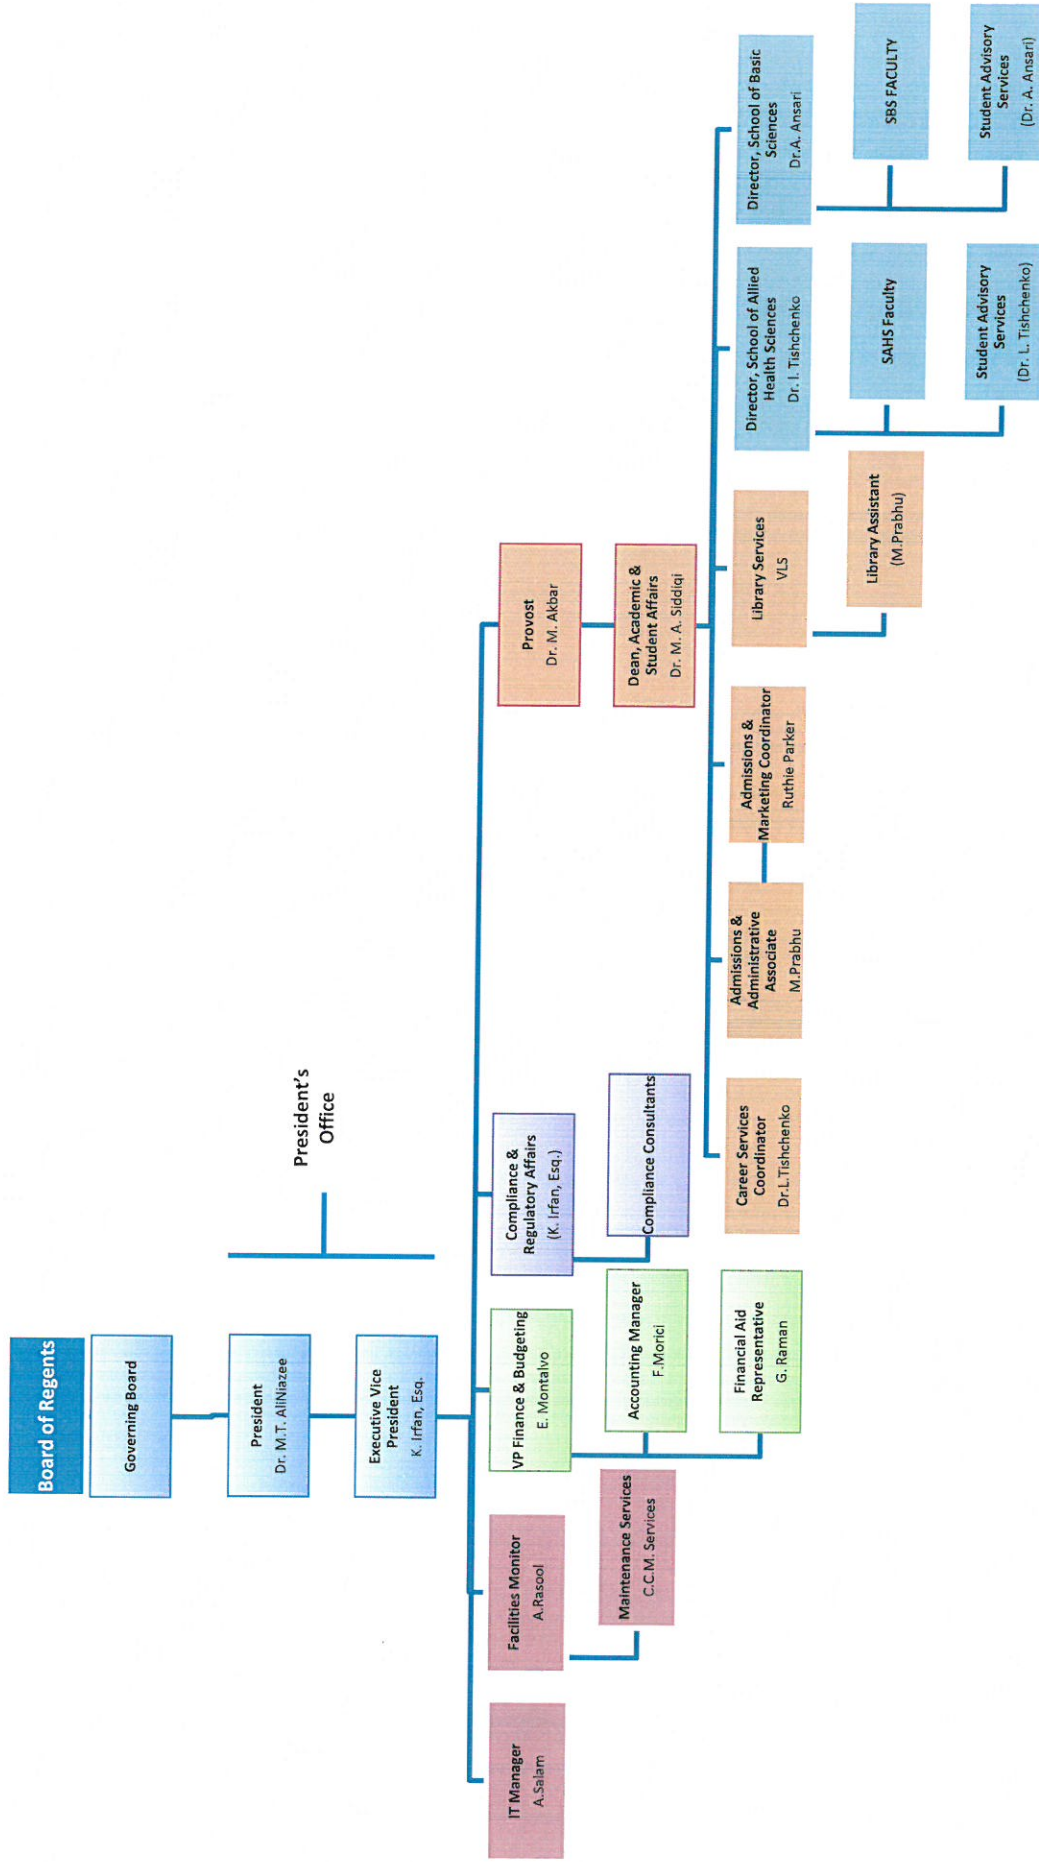 Board of Regents
Governing Board
President
Dr. M.T. AliNiazee
Executive Vice
President
K. Irfan, Esq.
President's
Office
IT Manager
A.Salam
Facilities Monitor
A.Rasool
Maintenance Services
C.C.M. Services
VP Finance & Budgeting
E. Montalvo
Accounting Manager
F.Morici
Financial Aid
Representative
G. Raman
Compliance &
Regulatory Affairs
(K. Irfan, Esq.)
Compliance Consultants
Provost
Dr. M. Akbar
Dean, Academic &
Student Affairs
Dr. M. A. Siddiqi
Career Services
Coordinator
Dr.L.Tishchenko
Admissions &
Administrative
Associate
M.Prabhu
Admissions &
Marketing Coordinator
Ruthie Parker
Library Services
VLS
Library Assistant
(M.Prabhu)
Director, School of Allied
Health Sciences
Dr. I. Tishchenko
SAHS Faculty
Student Advisory
Services
(Dr. L. Tishchenko)
Director, School of Basic
Sciences
Dr.A. Ansari
SBS FACULTY
Student Advisory
Services
(Dr. A. Ansari)